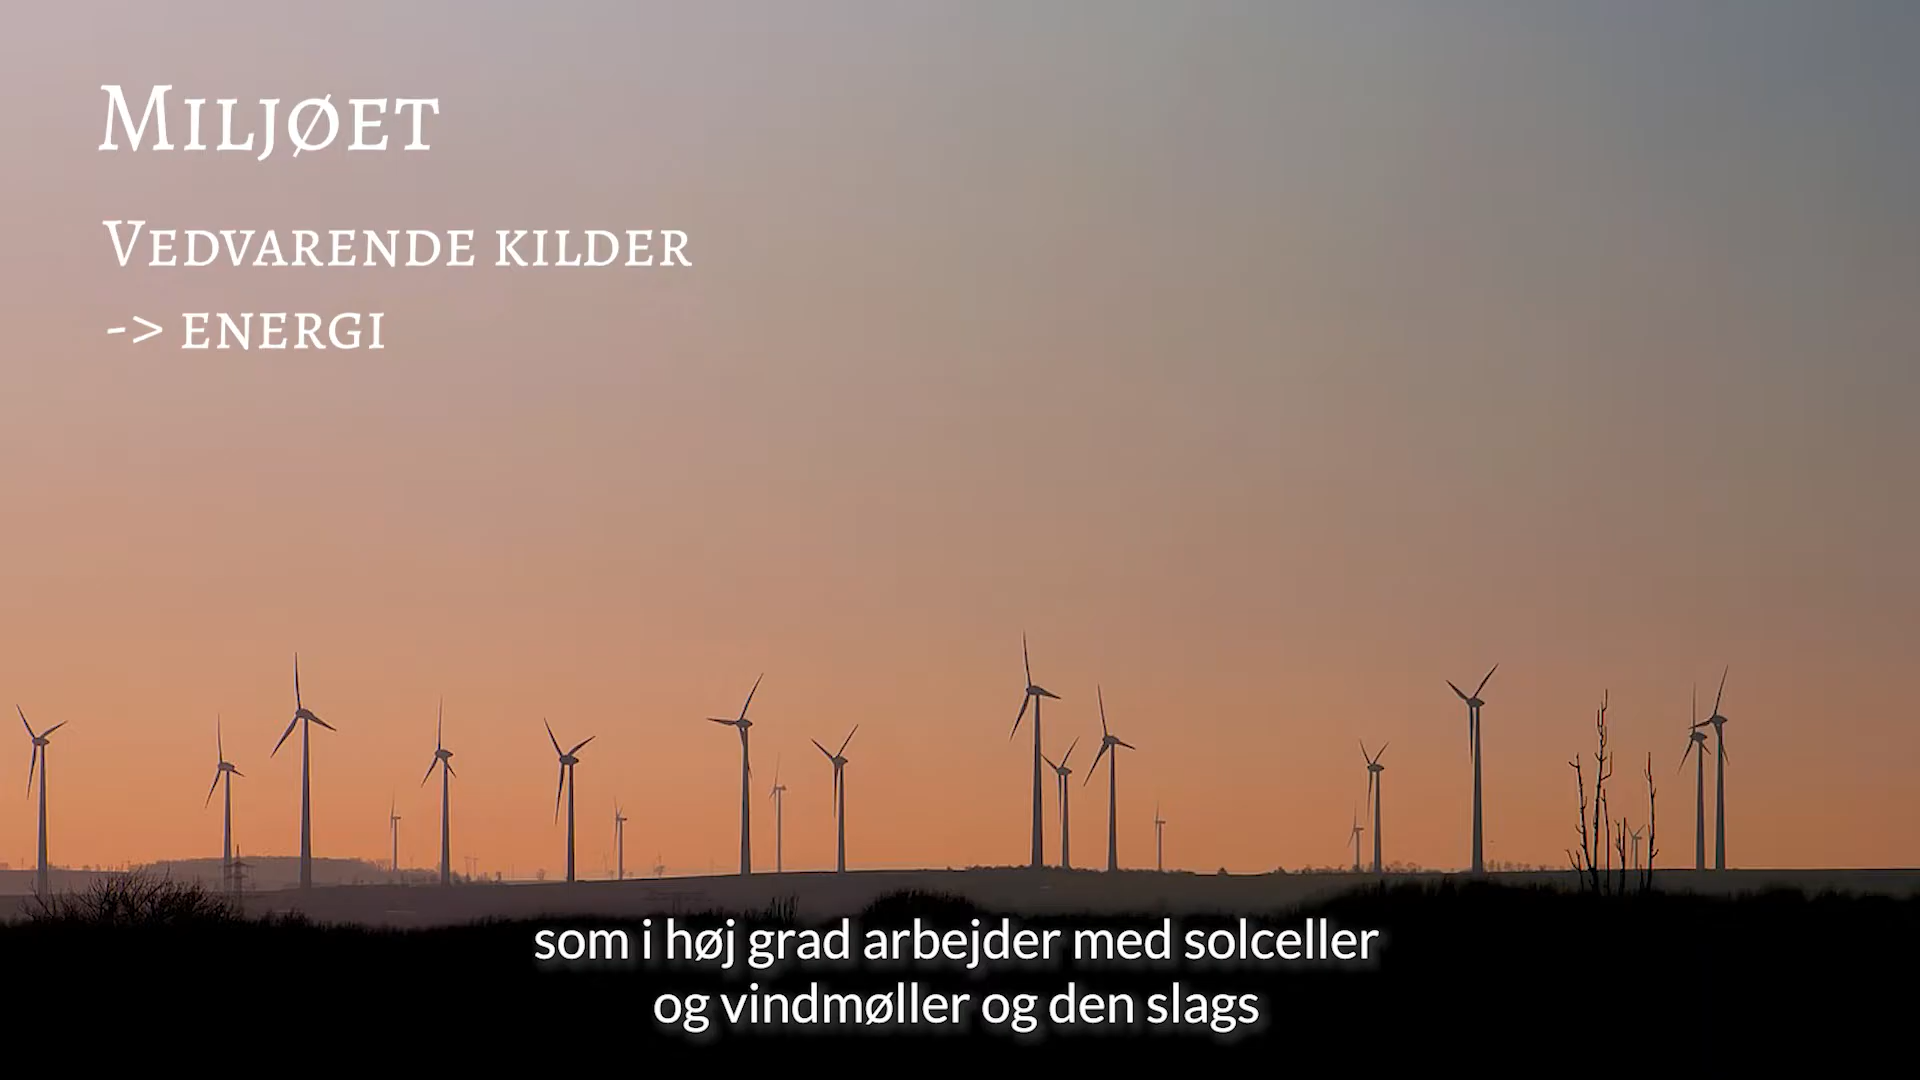 Miljøet
Vedvarende kilder
-> energi
som i høj grad arbejder med solceller
og vindmøller og den slags